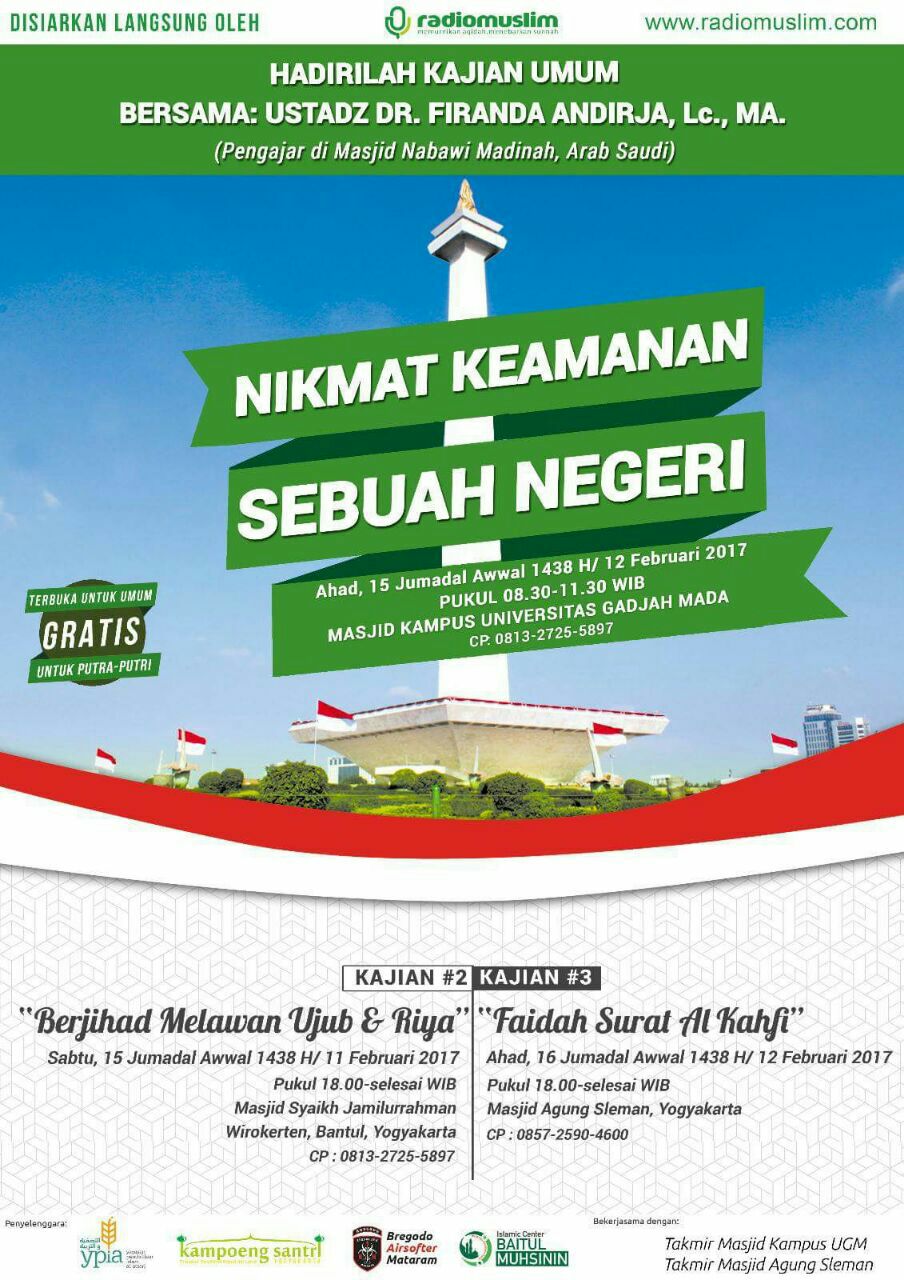 DISIARKAN LANGSUNG OLEH
radiomuslim
memurnikan aqidah,menebarkan sunnah
www.radiomuslim.com
HADIRILAH KAJIAN UMUM
BERSAMA: USTADZ DR. FIRANDA ANDIRJA, Lc., MA.
(Pengajar di Masjid Nabawi Madinah, Arab Saudi)
NIKMAT KEAMANAN
SEBUAH NEGERI
Ahad, 15 Jumadal Awwal 1438 H/ 12 Februari 2017
PUKUL 08.30-11.30 WIB
MASJID KAMPUS UNIVERSITAS GADJAH MADA
CP: 0813-2725-5897
TERBUKA UNTUK UMUM
GRATIS
UNTUK PUTRA-PUTRI
KAJIAN #2
"Berjihad Melawan Ujub & Riya"
Sabtu, 15 Jumadal Awwal 1438 H/ 11 Februari 2017
Pukul 18.00-selesai WIB
Masjid Syaikh Jamilurrahman
Wirokerten, Bantul, Yogyakarta
CP : 0813-2725-5897
KAJIAN #3
"Faidah Surat Al Kahfi"
Ahad, 16 Jumadal Awwal 1438 H/ 12 Februari 2017
Pukul 18.00-selesai WIB
Masjid Agung Sleman, Yogyakarta
CP : 0857-2590-4600
Penyelenggara:
ypia
kampoeng santri
YOGYAKARTA
Bregodo
Airsofter
Mataram
Islamic Center
BAITUL
MUHSININ
Bekerjasama dengan:
Takmir Masjid Kampus UGM
Takmir Masjid Agung Sleman